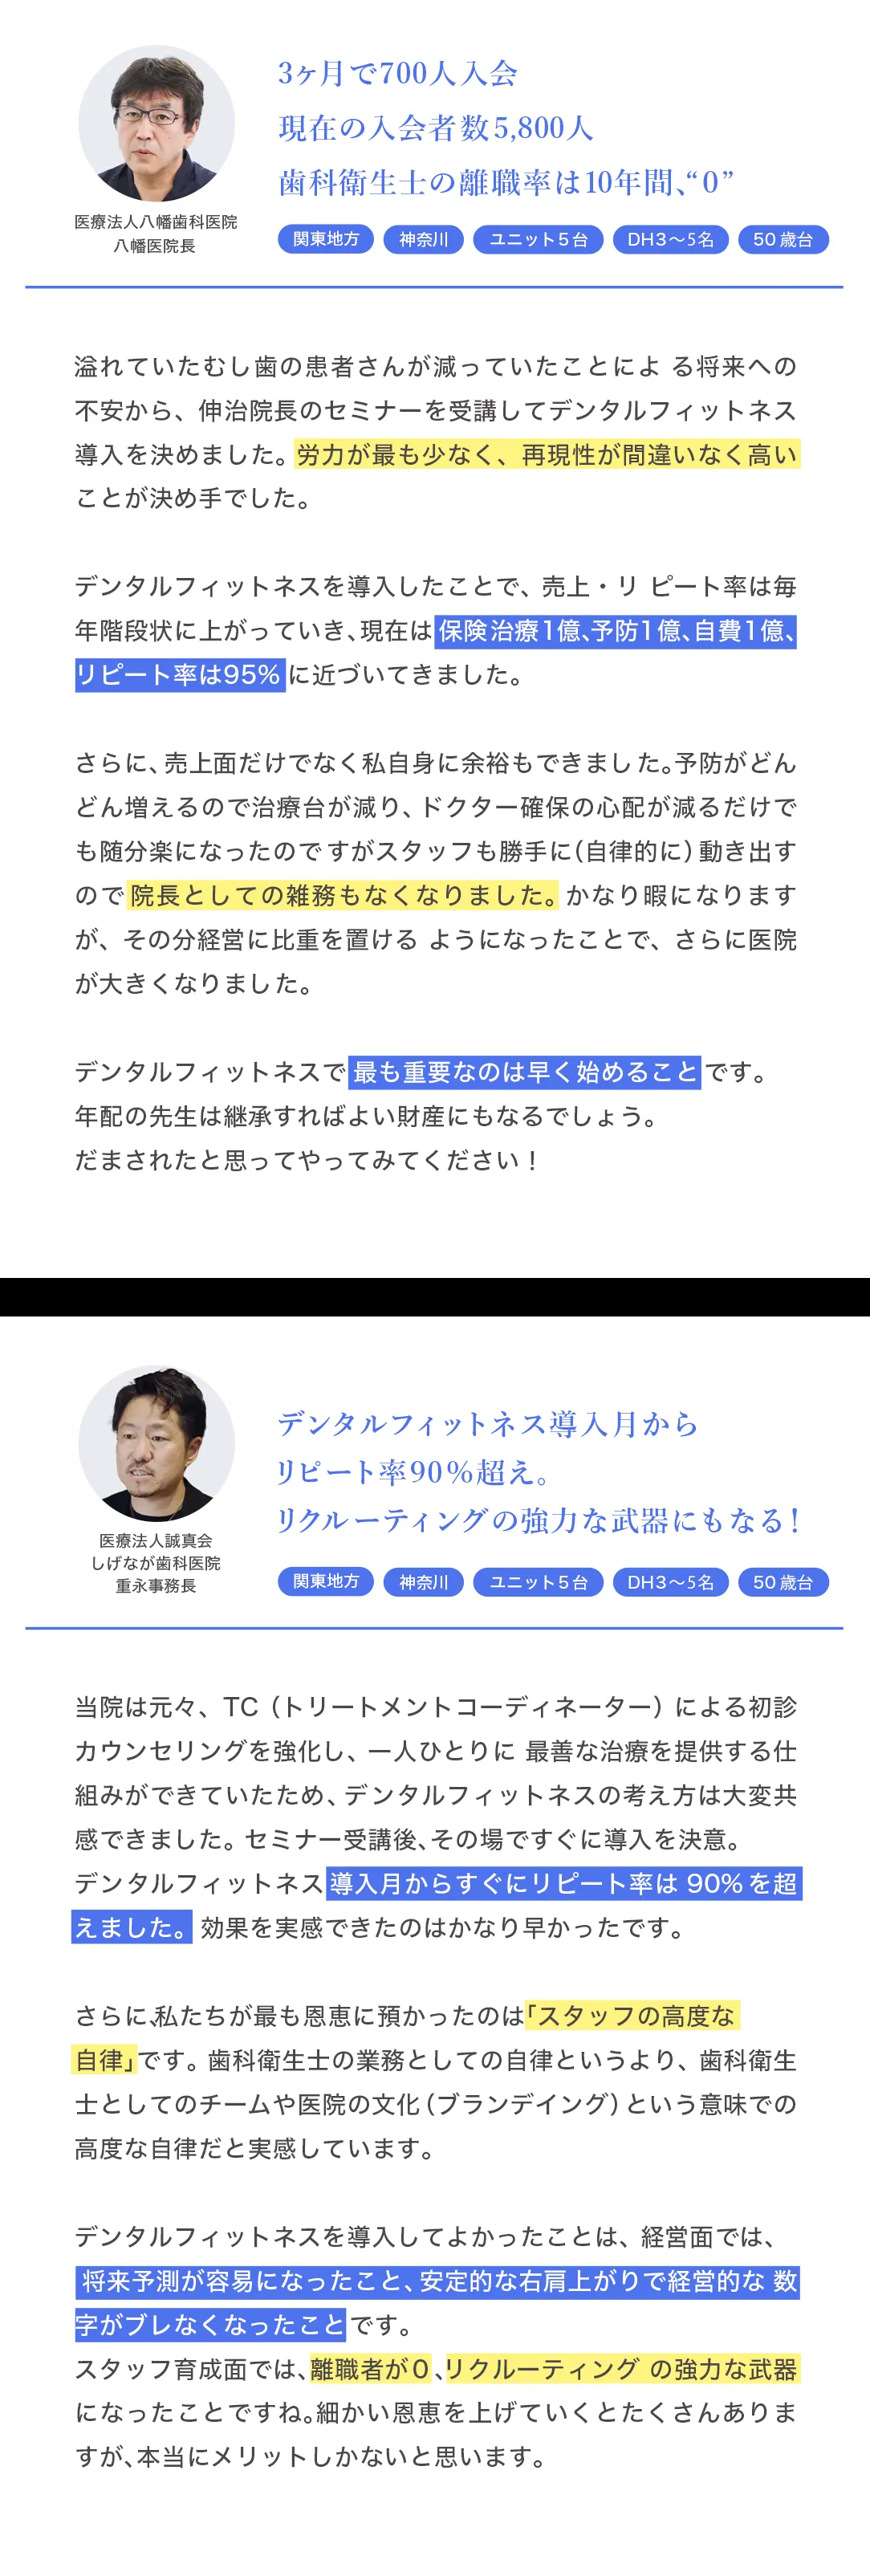 3ヶ月で700人入会
現在の入会者数5,800人
歯科衛生士の離職率は10年間、“0”
医療法人八幡歯科医院
八幡医院長
関東地方 神奈川 ユニット５台 DH３〜5名 50 歳台
溢れていたむし歯の患者さんが減っていたことによ る将来への
不安から、伸治院長のセミナーを受講してデンタルフィットネス
導入を決めました。労力が最も少なく、再現性が間違いなく高い
ことが決め手でした。
デンタルフィットネスを導入したことで、売上・リ ピート率は毎
年階段状に上がっていき、現在は保険治療1億、予防1億、自費1億、
リピート率は95%に近づいてきました。
さらに、売上面だけでなく私自身に余裕もできました。予防がどん
どん増えるので治療台が減り、ドクター確保の心配が減るだけで
も随分楽になったのですがスタッフも勝手に（自律的に）動き出す
ので院長としての雑務もなくなりました。かなり暇になります
が、その分経営に比重を置ける ようになったことで、さらに医院
が大きくなりました。
デンタルフィットネスで最も重要なのは早く始めることです。
年配の先生は継承すればよい財産にもなるでしょう。
だまされたと思ってやってみてください！
デンタルフィットネス導入月から
リピート率90％超え。
リクルーティングの強力な武器にもなる！
医療法人誠真会
しげなが歯科医院
重永事務長
関東地方 神奈川 ユニット５台 DH３〜5名 50 歳台
当院は元々、TC（トリートメントコーディネーター）による初診
カウンセリングを強化し、一人ひとりに 最善な治療を提供する仕
組みができていたため、デンタルフィットネスの考え方は大変共
感できました。セミナー受講後、その場ですぐに導入を決意。
デンタルフィットネス導入月からすぐにリピート率は 90%を超
えました。効果を実感できたのはかなり早かったです。
さらに、私たちが最も恩恵に預かったのは「スタッフの高度な
自律」です。歯科衛生士の業務としての自律というより、歯科衛生
士としてのチームや医院の文化（ブランデイング）という意味での
高度な自律だと実感しています。
デンタルフィットネスを導入してよかったことは、経営面では、
将来予測が容易になったこと、安定的な右肩上がりで経営的な 数
字がブレなくなったことです。
スタッフ育成面では、離職者が０、リクルーティング の強力な武器
になったことですね。細かい恩恵を上げていくとたくさんありま
すが、本当にメリットしかないと思います。